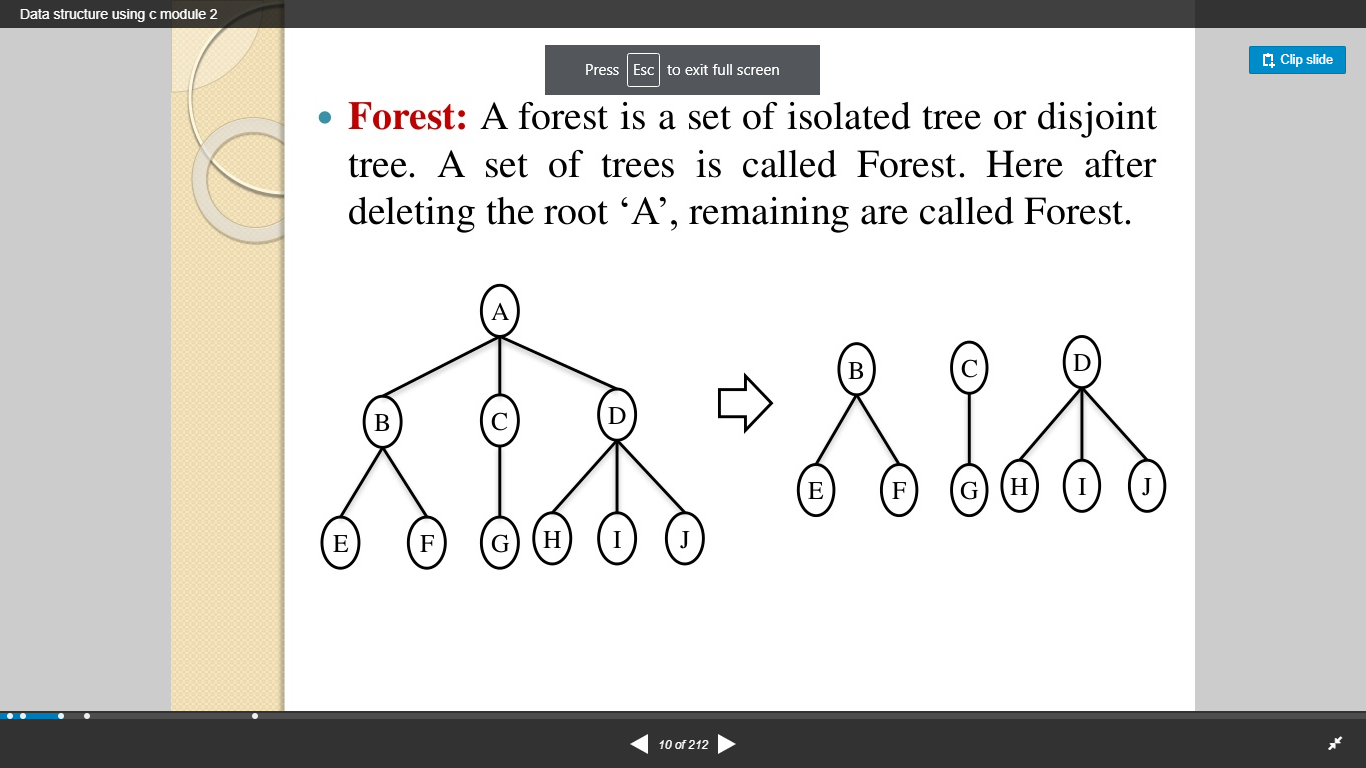 Data structure using c module 2
Press Esc to exit full screen
Clip slide
• Forest: A forest is a set of isolated tree or disjoint
tree. A set of trees is called Forest. Here after
deleting the root ‘A’, remaining are called Forest.
A
B C D
E F G H I J
B C D
E F G H I J
10 of 212